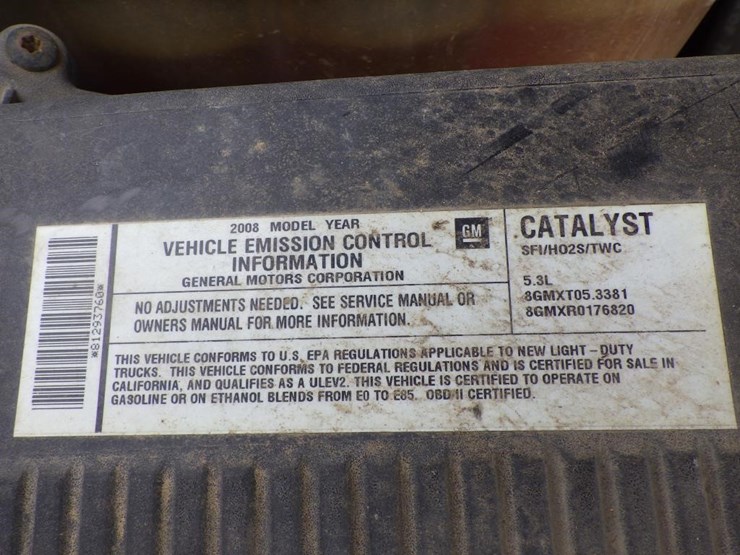 *81293760*
2008 MODEL YEAR
VEHICLE EMISSION CONTROL
INFORMATION
GENERAL MOTORS CORPORATION
GM
NO ADJUSTMENTS NEEDED. SEE SERVICE MANUAL OR
OWNERS MANUAL FOR MORE INFORMATION.
CATALYST
SFI/HO2S/TWC
5.3L
8GMXT05.3381
8GMXR0176820
THIS VEHICLE CONFORMS TO U.S. EPA REGULATIONS APPLICABLE TO NEW LIGHT-DUTY
TRUCKS. THIS VEHICLE CONFORMS TO FEDERAL REGULATIONS AND IS CERTIFIED FOR SALE IN
CALIFORNIA, AND QUALIFIES AS A ULEV2. THIS VEHICLE IS CERTIFIED TO OPERATE ON
GASOLINE OR ON ETHANOL BLENDS FROM E0 TO E85. OBD II CERTIFIED.